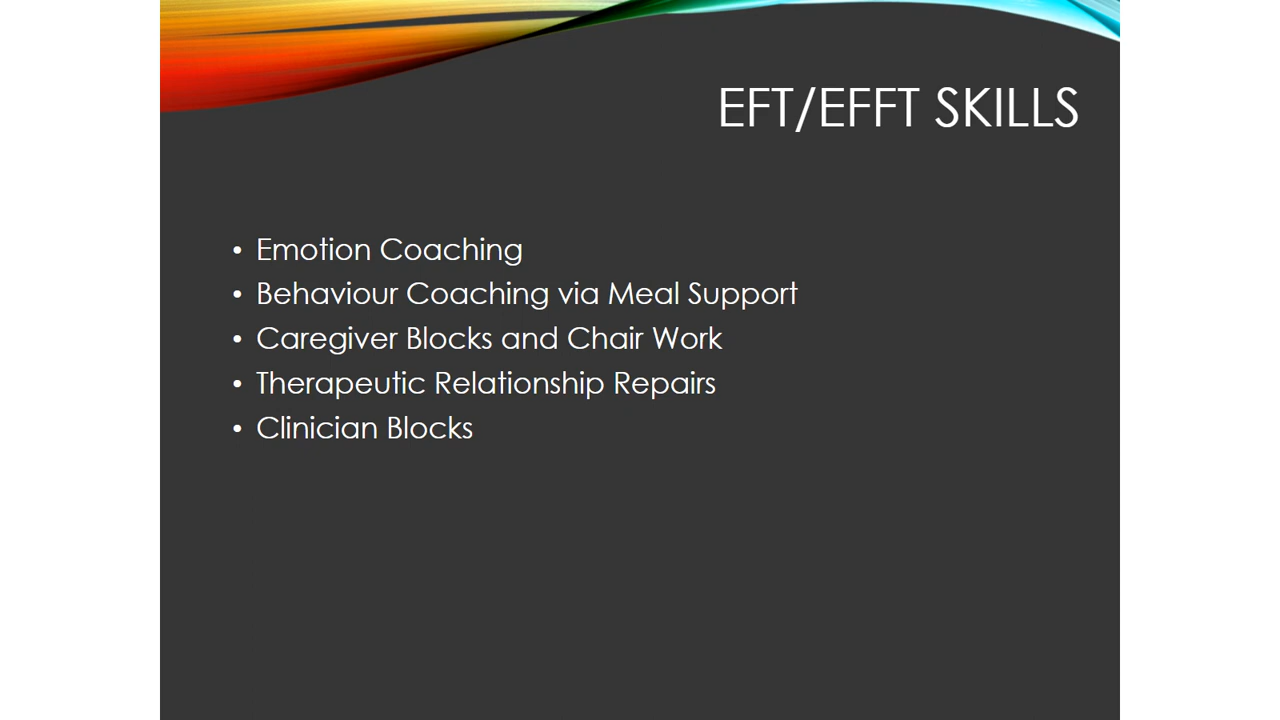 EFT/EFFT SKILLS
• Emotion Coaching
• Behaviour Coaching via Meal Support
• Caregiver Blocks and Chair Work
• Therapeutic Relationship Repairs
• Clinician Blocks